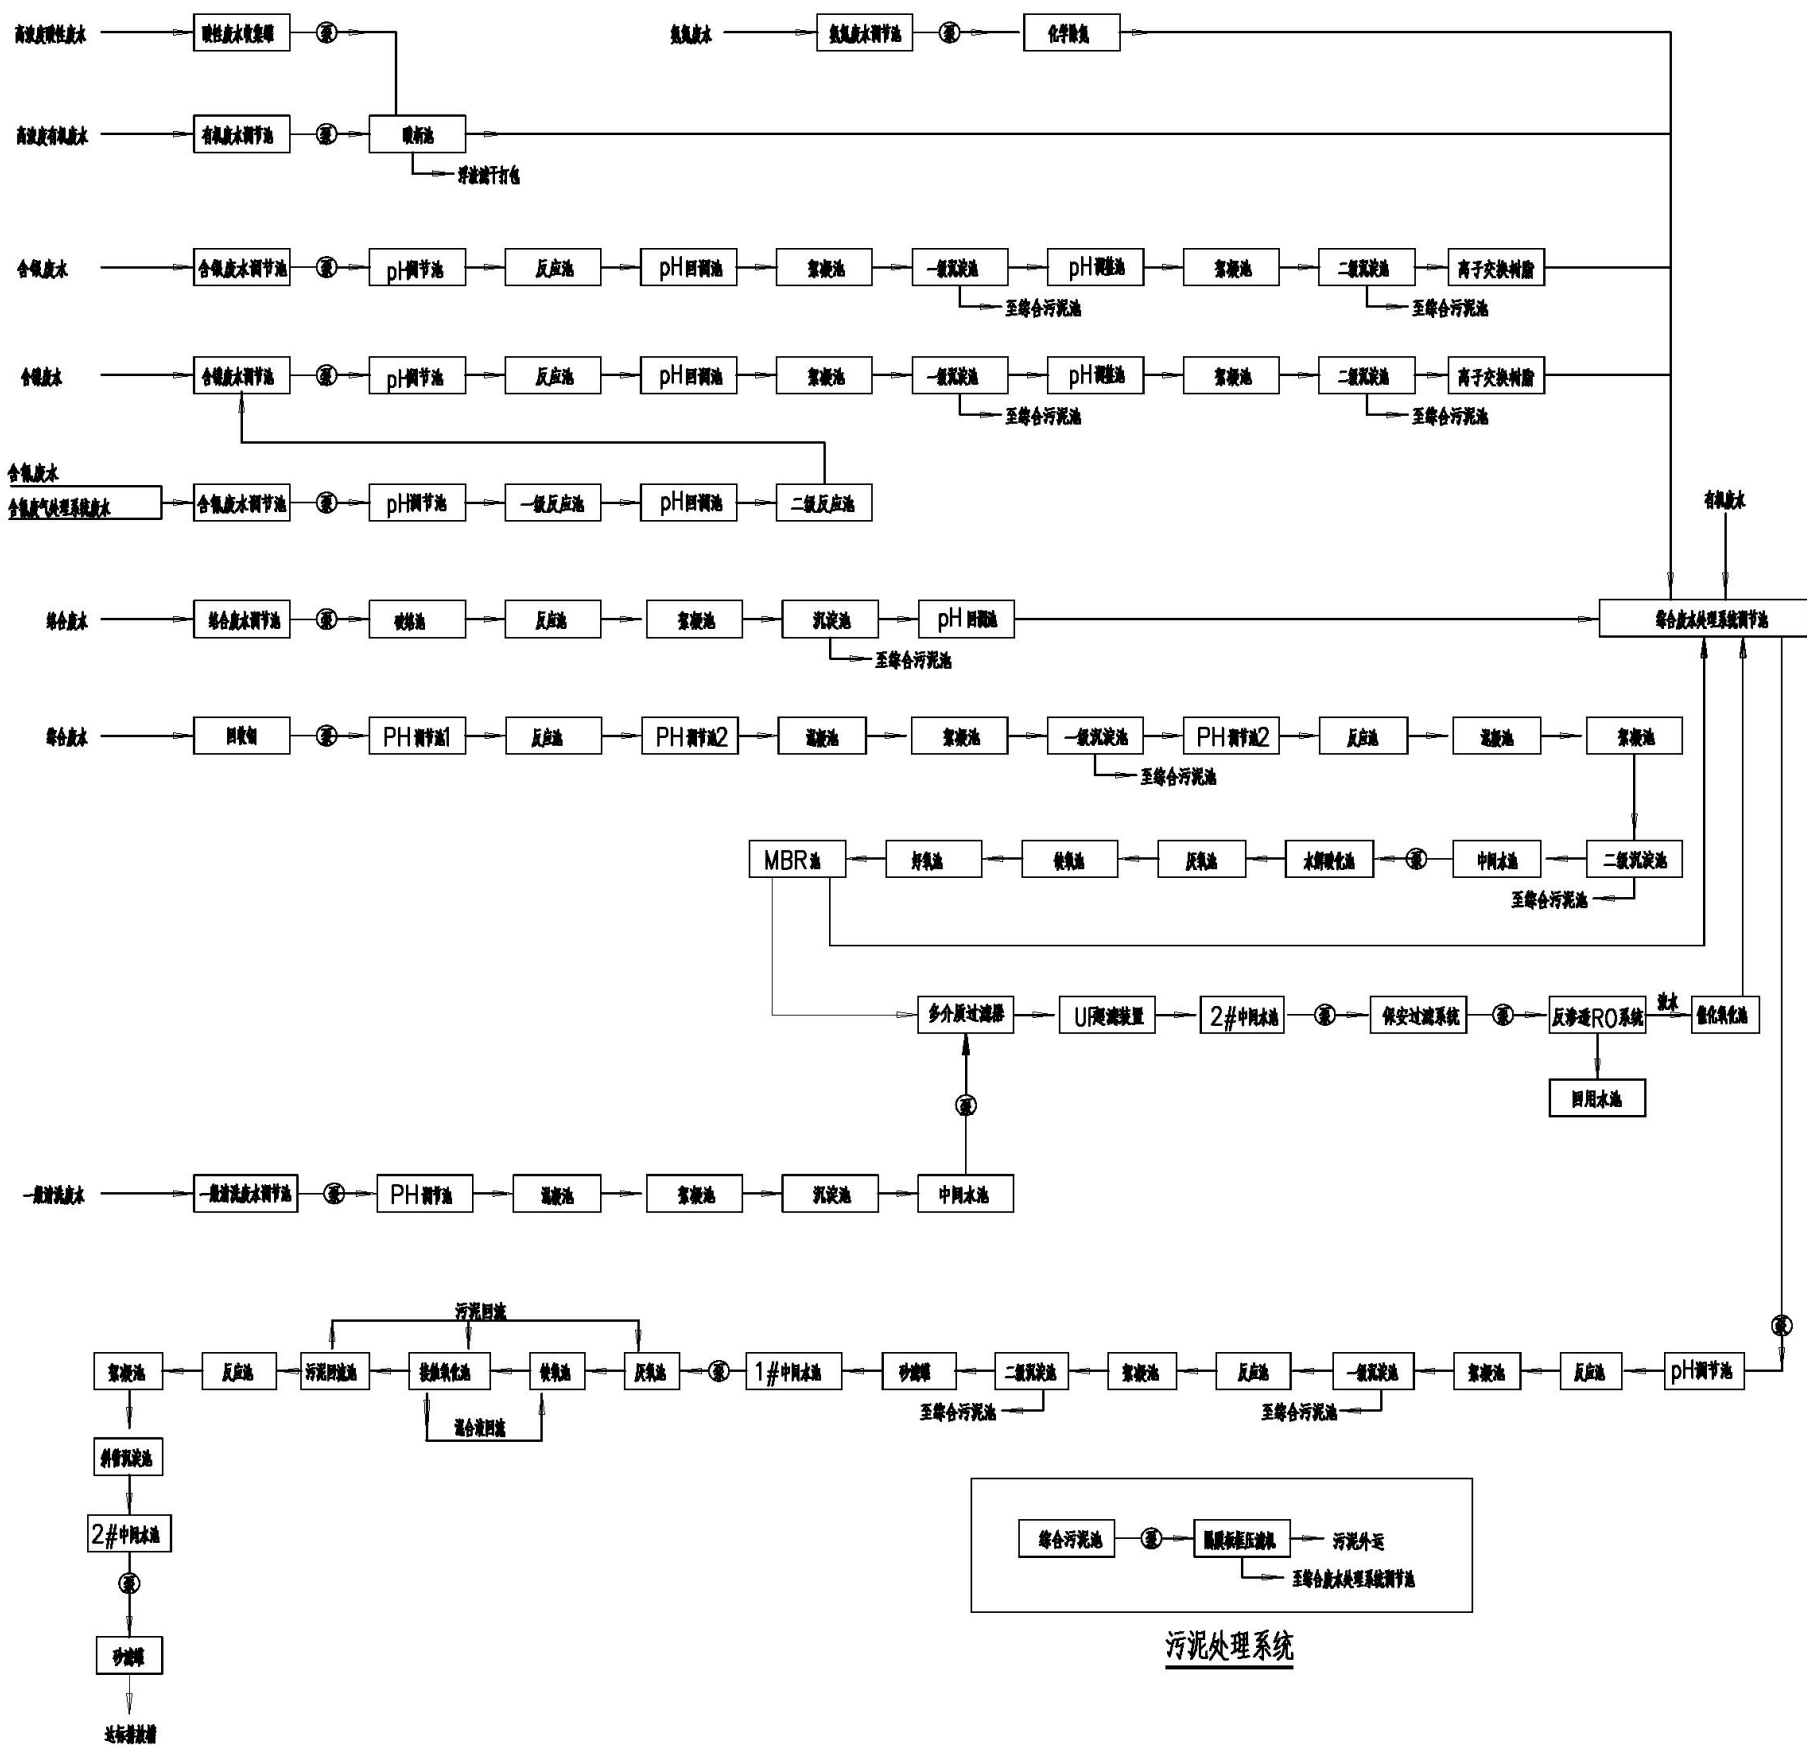 高浓度酸性废水
酸性废水收集罐
泵
氨氮废水
氨氮废水调节池
泵
化学除氮
高浓度有机废水
有机废水调节池
泵
酸析池
浮渣滤干打包
含银废水
含银废水调节池
泵
pH调节池
反应池
pH回调池
絮凝池
一级沉淀池
pH调整池
絮凝池
二级沉淀池
离子交换树脂
至综合污泥池
至综合污泥池
含镍废水
含镍废水调节池
泵
pH调节池
反应池
pH回调池
絮凝池
一级沉淀池
pH调整池
絮凝池
二级沉淀池
离子交换树脂
至综合污泥池
至综合污泥池
含氰废水
含氰废气处理系统废水
含氰废水调节池
泵
pH调节池
一级反应池
pH回调池
二级反应池
有机废水
络合废水
络合废水调节池
泵
破络池
反应池
絮凝池
沉淀池
pH回调池
综合废水处理系统调节池
至综合污泥池
综合废水
回收铜
泵
PH调节池1
反应池
PH调节池2
混凝池
絮凝池
一级沉淀池
PH调节池2
反应池
混凝池
絮凝池
至综合污泥池
MBR池
好氧池
缺氧池
厌氧池
水解酸化池
泵
中间水池
二级沉淀池
至综合污泥池
多介质过滤器
UF超滤装置
2#中间水池
泵
保安过滤系统
泵
反渗透RO系统
浓水
催化氧化池
回用水池
泵
一般清洗废水
一般清洗废水调节池
泵
PH调节池
混凝池
絮凝池
沉淀池
中间水池
污泥回流
泵
絮凝池
反应池
污泥回流池
接触氧化池
缺氧池
厌氧池
泵
1#中间水池
砂滤罐
二级沉淀池
絮凝池
反应池
一级沉淀池
絮凝池
反应池
pH调节池
混合液回流
至综合污泥池
至综合污泥池
斜管沉淀池
2#中间水池
泵
砂滤罐
达标排放槽
综合污泥池
泵
隔膜板框压滤机
污泥外运
至综合废水处理系统调节池
污泥处理系统